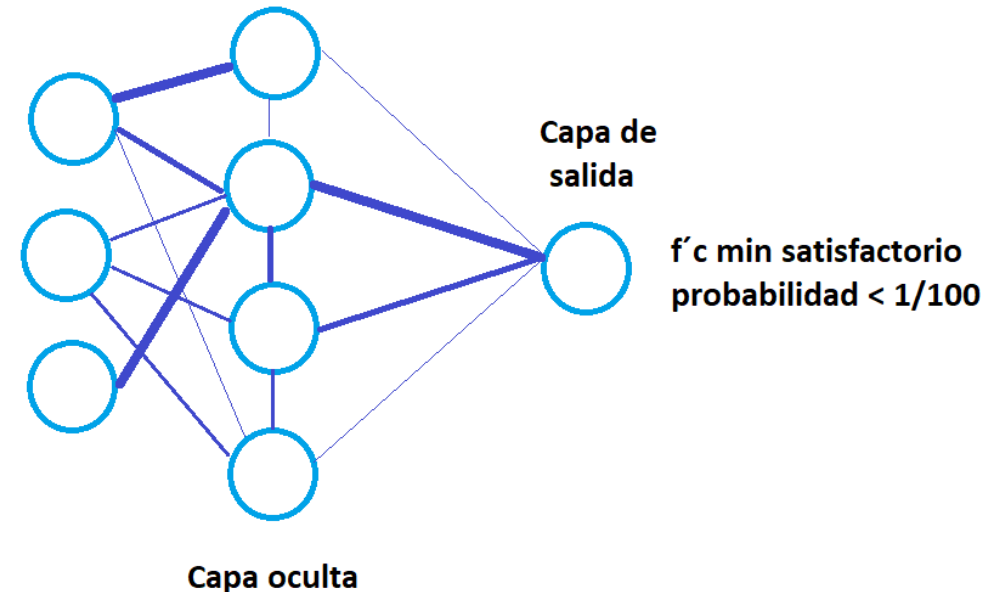 Capa de
salida
f´c min satisfactorio
probabilidad < 1/100
Capa oculta